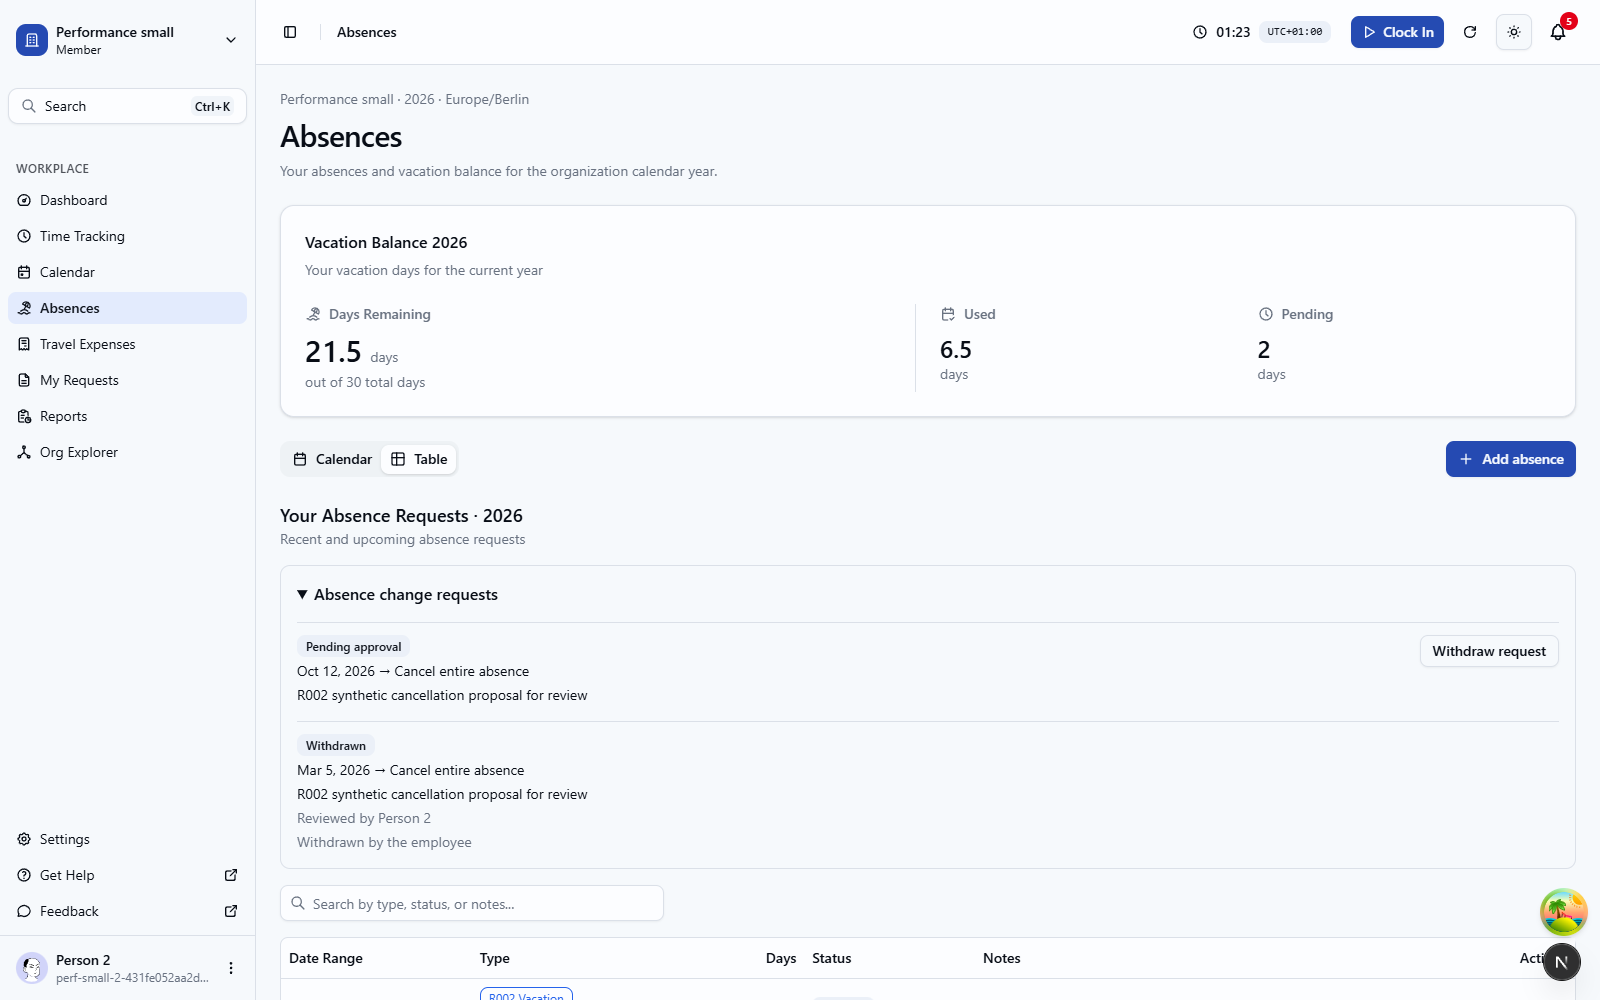 Performance small
Member
Absences
01:23
UTC+01:00
Clock In
5
Search
Ctrl+K
WORKPLACE
Dashboard
Time Tracking
Calendar
Absences
Travel Expenses
My Requests
Reports
Org Explorer
Settings
Get Help
Feedback
Person 2
perf-small-2-431fe052aa2d...
Performance small · 2026 · Europe/Berlin
Absences
Your absences and vacation balance for the organization calendar year.
Vacation Balance 2026
Your vacation days for the current year
Days Remaining
21.5 days
out of 30 total days
Used
6.5
days
Pending
2
days
Calendar
Table
Add absence
Your Absence Requests · 2026
Recent and upcoming absence requests
▼ Absence change requests
Pending approval
Withdraw request
Oct 12, 2026 → Cancel entire absence
R002 synthetic cancellation proposal for review
Withdrawn
Mar 5, 2026 → Cancel entire absence
R002 synthetic cancellation proposal for review
Reviewed by Person 2
Withdrawn by the employee
Search by type, status, or notes...
Date Range
Type
Days
Status
Notes
R002 Vacation
N